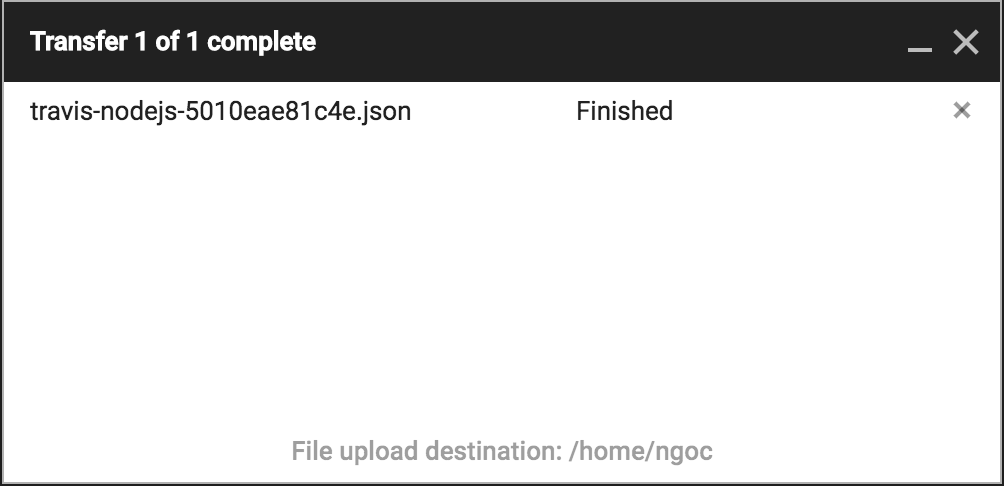 Transfer 1 of 1 complete
travis-nodejs-5010eae81c4e.json Finished
File upload destination: /home/ngoc